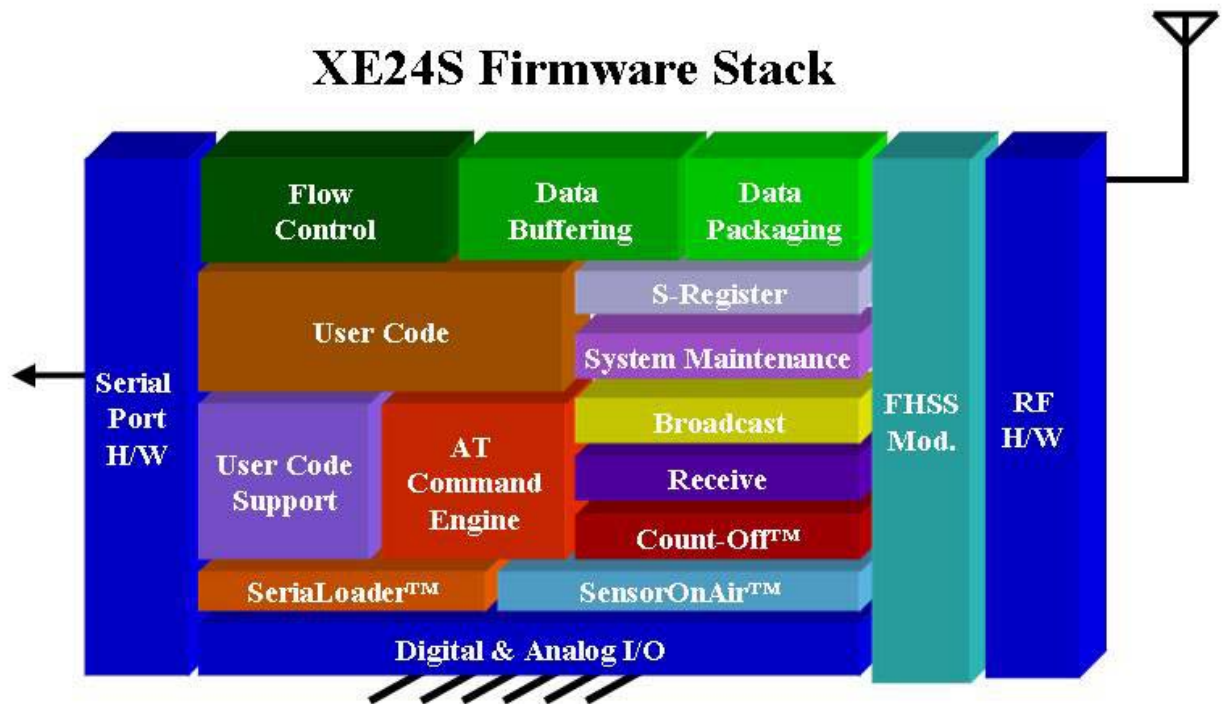 XE24S Firmware Stack
Flow
Control
Data
Buffering
Data
Packaging
User Code
S-Register
System Maintenance
Serial
Port
H/W
User Code
Support
AT
Command
Engine
Broadcast
Receive
Count-Off™
FHSS
Mod.
RF
H/W
SeriaLoader™
SensorOnAir™
Digital & Analog I/O